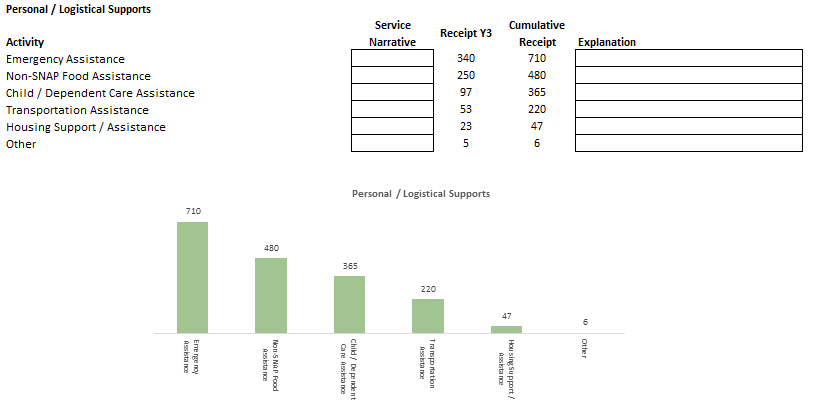 Personal / Logistical Supports
Service Cumulative
Receipt Y3
Activity Narrative Receipt Explanation
Emergency Assistance 340 710
Non-SNAP Food Assistance 250 480
Child / Dependent Care Assistance 97 365
Transportation Assistance 53 220
Housing Support / Assistance 23 47
Other 5 6
Personal / Logistical Supports
710
480
365
220
47
6
Emergency
Assistance
Non-SNAP Food
Assistance
Child / Dependent
Care Assistance
Transportation
Assistance
Housing Support /
Assistance
Other